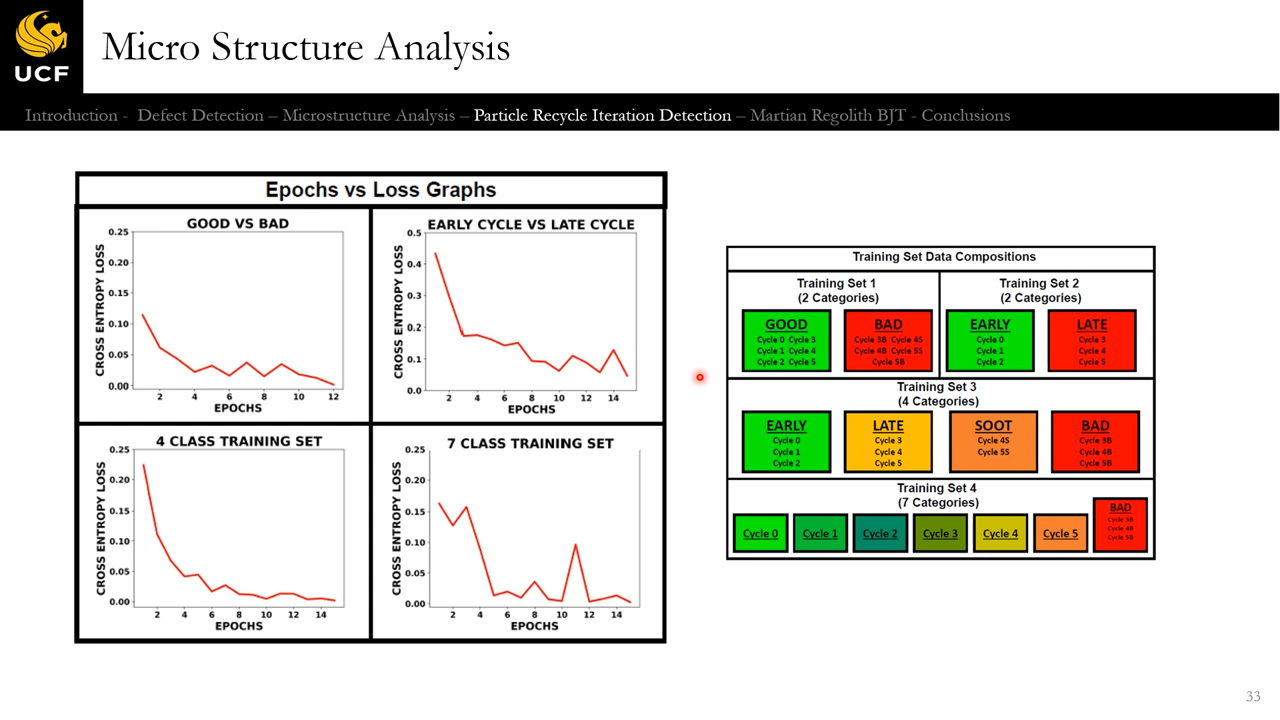 UCF
Micro Structure Analysis
Introduction - Defect Detection – Microstructure Analysis – Particle Recycle Iteration Detection – Martian Regolith BJT - Conclusions
Epochs vs Loss Graphs
GOOD VS BAD
CROSS ENTROPY LOSS
0.25
0.20
0.15
0.10
0.05
0.00
2 4 6 8 10 12
EPOCHS
EARLY CYCLE VS LATE CYCLE
CROSS ENTROPY LOSS
0.5
0.4
0.3
0.2
0.1
0.0
2 4 6 8 10 12 14
EPOCHS
4 CLASS TRAINING SET
CROSS ENTROPY LOSS
0.25
0.20
0.15
0.10
0.05
0.00
2 4 6 8 10 12 14
EPOCHS
7 CLASS TRAINING SET
CROSS ENTROPY LOSS
0.25
0.20
0.15
0.10
0.05
0.00
2 4 6 8 10 12 14
EPOCHS
Training Set Data Compositions
Training Set 1
(2 Categories)
GOOD
Cycle 0 Cycle 3
Cycle 1 Cycle 4
Cycle 2 Cycle 5
BAD
Cycle 3B Cycle 4S
Cycle 4B Cycle 5S
Cycle 5B
Training Set 2
(2 Categories)
EARLY
Cycle 0
Cycle 1
Cycle 2
LATE
Cycle 3
Cycle 4
Cycle 5
Training Set 3
(4 Categories)
EARLY
Cycle 0
Cycle 1
Cycle 2
LATE
Cycle 3
Cycle 4
Cycle 5
SOOT
Cycle 4S
Cycle 5S
BAD
Cycle 3B
Cycle 4B
Cycle 5B
Training Set 4
(7 Categories)
Cycle 0
Cycle 1
Cycle 2
Cycle 3
Cycle 4
Cycle 5
BAD
Cycle 3B
Cycle 4B
Cycle 5B
33